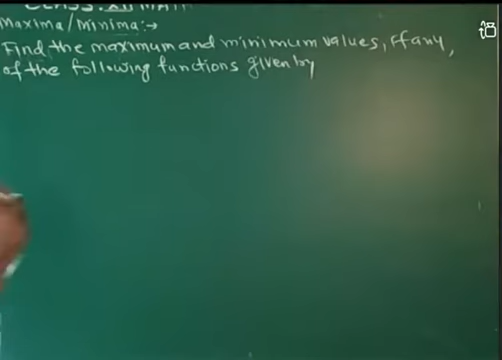 CLASS: XII MATH
Maxima/Minima:→
Find the maximum and minimum values, if any,
of the following functions given by